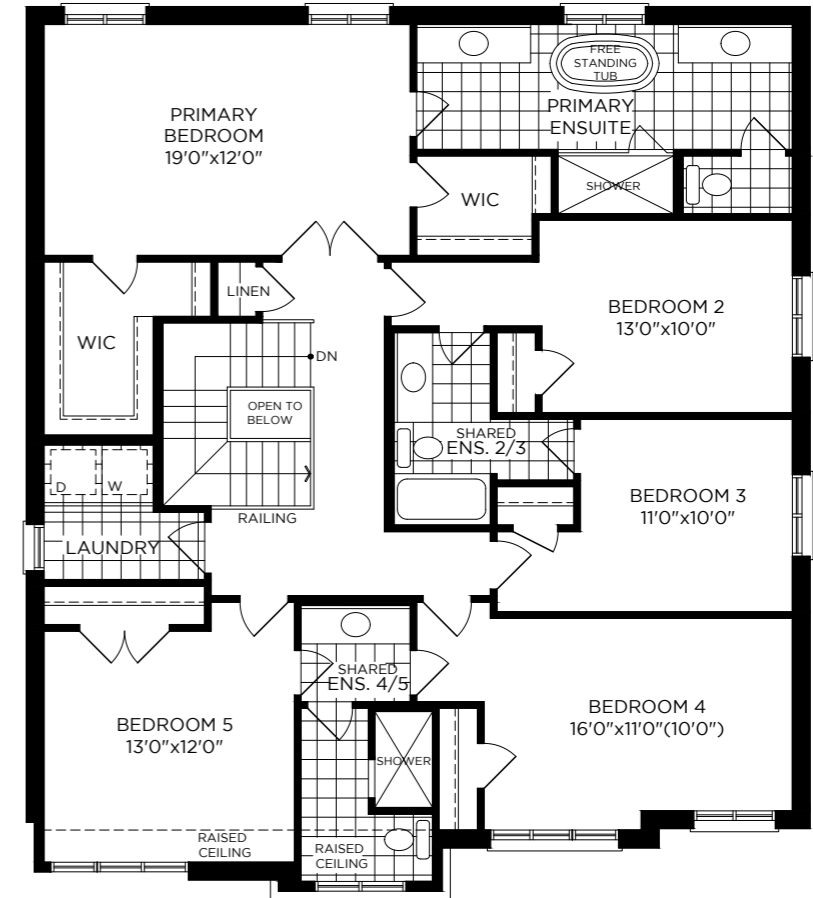 FREE
STANDING
TUB
PRIMARY
BEDROOM
19'0"x12'0"
PRIMARY
ENSUITE
WIC
SHOWER
LINEN
WIC
BEDROOM 2
13'0"x10'0"
DN
OPEN TO
BELOW
SHARED
ENS. 2/3
D
W
BEDROOM 3
11'0"x10'0"
RAILING
LAUNDRY
SHARED
ENS. 4/5
BEDROOM 4
16'0"x11'0"(10'0")
BEDROOM 5
13'0"x12'0"
SHOWER
RAISED
CEILING
RAISED
CEILING